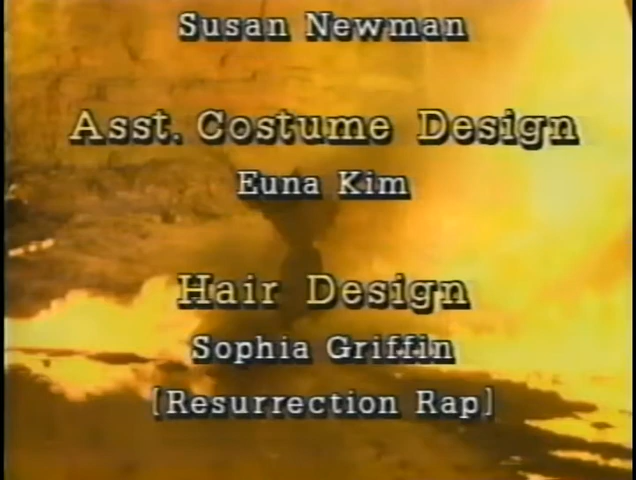 Susan Newman
Asst. Costume Design
Euna Kim
Hair Design
Sophia Griffin
[Resurrection Rap]